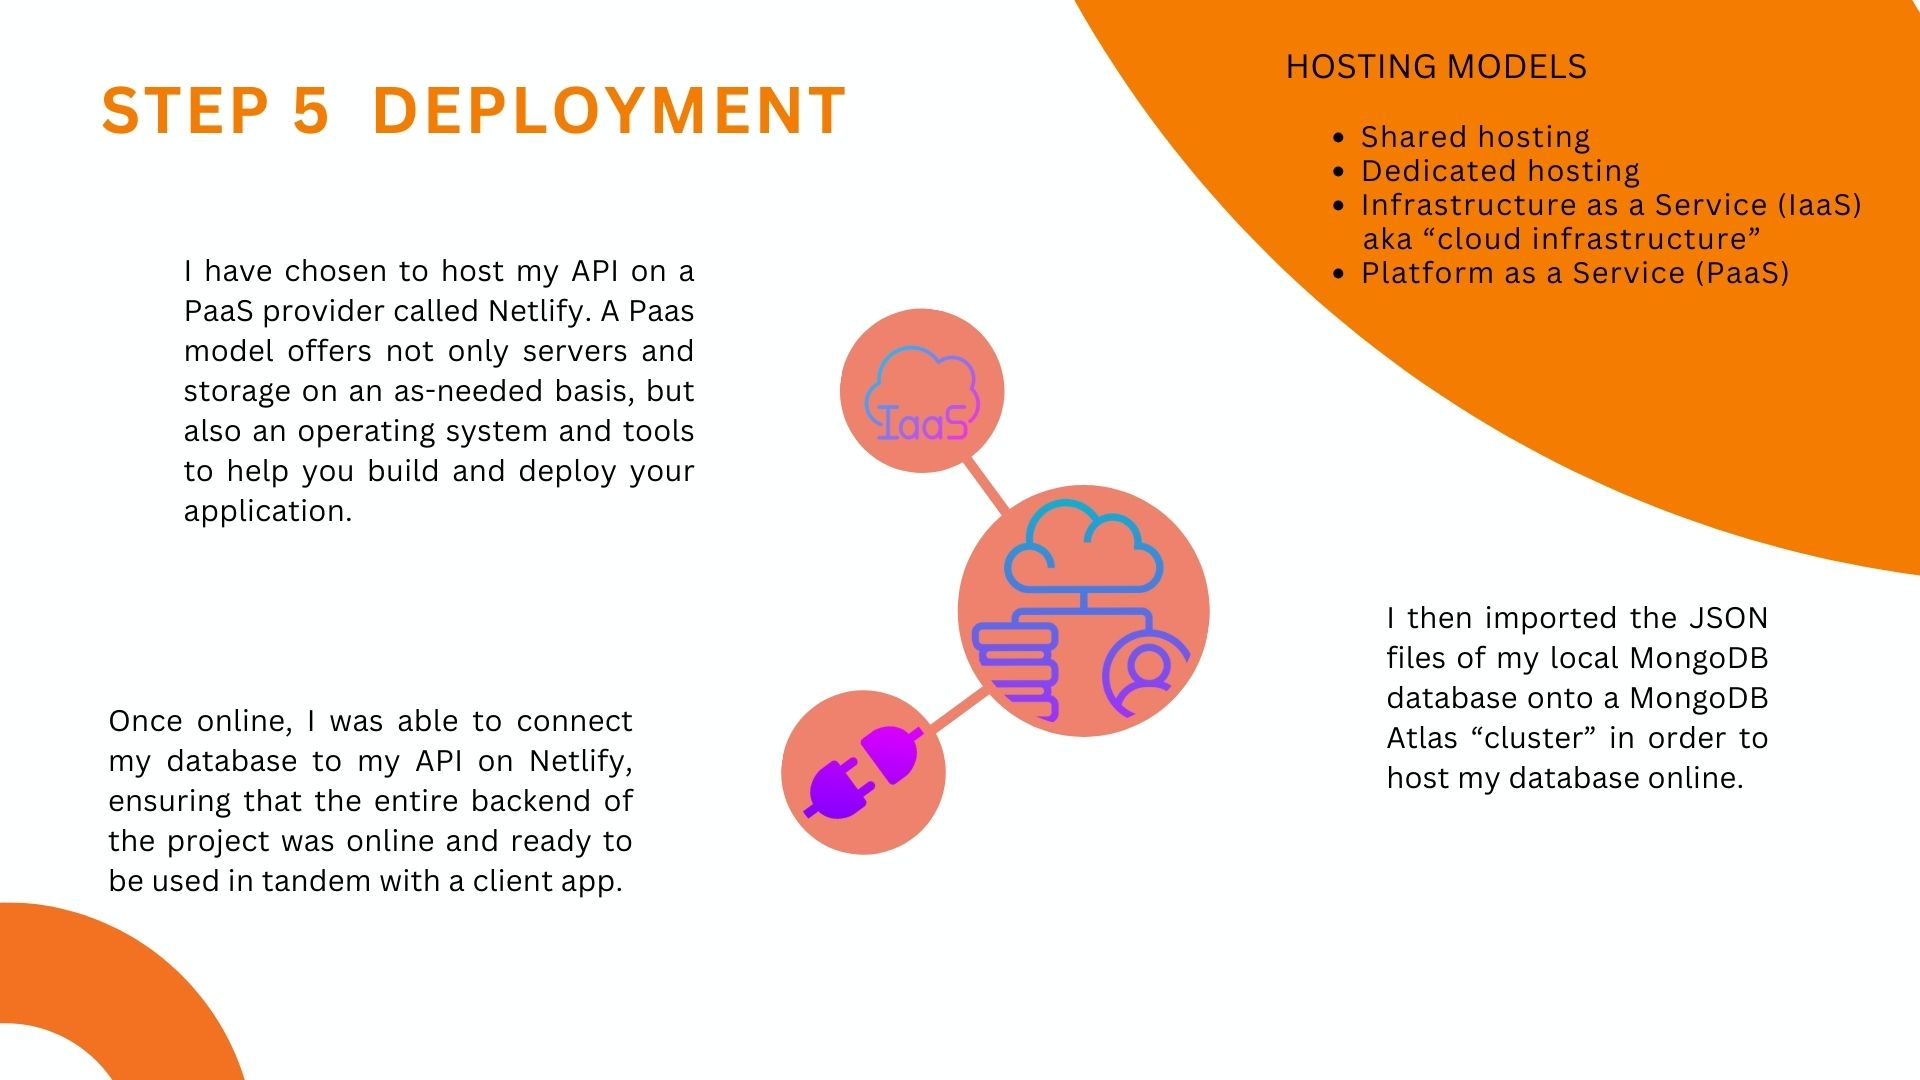 STEP 5 DEPLOYMENT
I have chosen to host my API on a
PaaS provider called Netlify. A Paas
model offers not only servers and
storage on an as-needed basis, but
also an operating system and tools
to help you build and deploy your
application.
HOSTING MODELS
• Shared hosting
• Dedicated hosting
• Infrastructure as a Service (IaaS)
aka “cloud infrastructure”
• Platform as a Service (PaaS)
IaaS
I then imported the JSON
files of my local MongoDB
database onto a MongoDB
Atlas “cluster” in order to
host my database online.
Once online, I was able to connect
my database to my API on Netlify,
ensuring that the entire backend of
the project was online and ready to
be used in tandem with a client app.